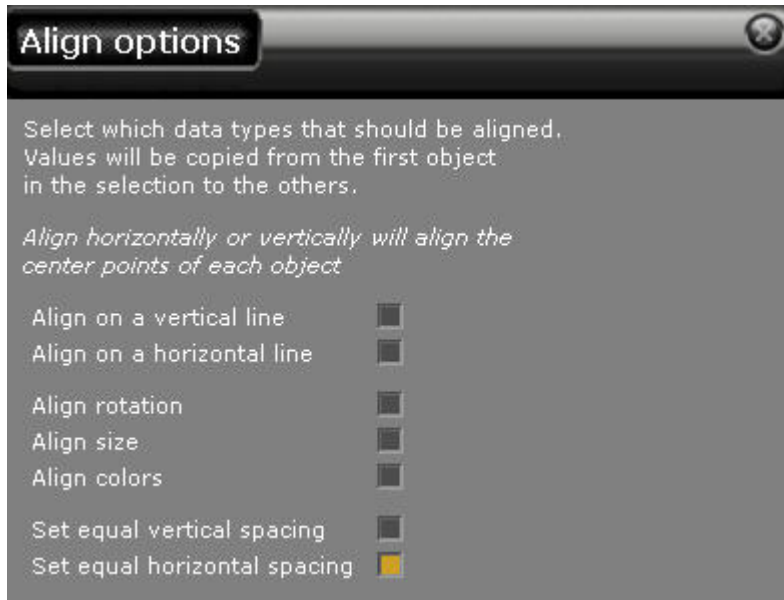 Align options
Select which data types that should be aligned.
Values will be copied from the first object
in the selection to the others.
Align horizontally or vertically will align the
center points of each object
Align on a vertical line
Align on a horizontal line
Align rotation
Align size
Align colors
Set equal vertical spacing
Set equal horizontal spacing